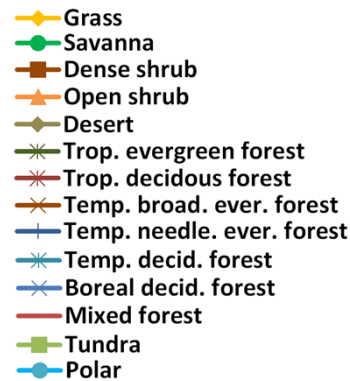 Grass
Savanna
Dense shrub
Open shrub
Desert
Trop. evergreen forest
Trop. decidous forest
Temp. broad. ever. forest
Temp. needle. ever. forest
Temp. decid. forest
Boreal decid. forest
Mixed forest
Tundra
Polar